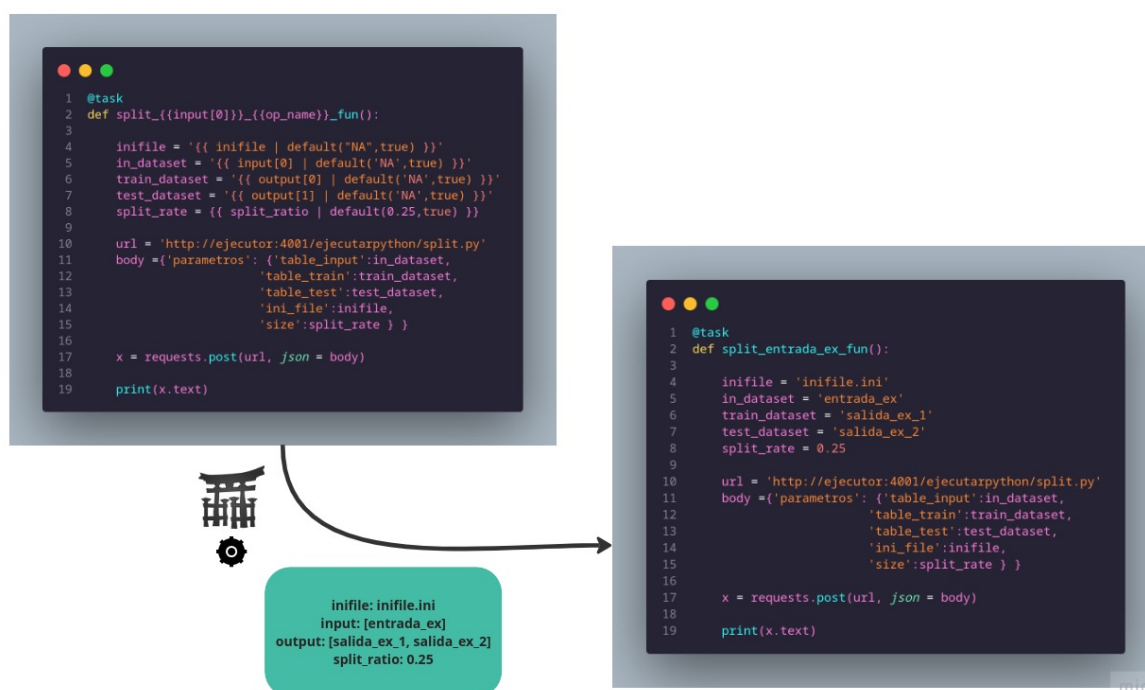 1 @task
2 def split_{{input[0]}}_{{op_name}}_fun():
3
4 inifile = '{{ inifile | default("NA",true) }}'
5 in_dataset = '{{ input[0] | default('NA',true) }}'
6 train_dataset = '{{ output[0] | default('NA',true) }}'
7 test_dataset = '{{ output[1] | default('NA',true) }}'
8 split_rate = {{ split_ratio | default(0.25,true) }}
9
10 url = 'http://ejecutor:4001/ejecutarpython/split.py'
11 body ={'parametros': {'table_input':in_dataset,
12 'table_train':train_dataset,
13 'table_test':test_dataset,
14 'ini_file':inifile,
15 'size':split_rate } }
16
17 x = requests.post(url, json = body)
18
19 print(x.text)
inifile: inifile.ini
input: [entrada_ex]
output: [salida_ex_1, salida_ex_2]
split_ratio: 0.25
1 @task
2 def split_entrada_ex_fun():
3
4 inifile = 'inifile.ini'
5 in_dataset = 'entrada_ex'
6 train_dataset = 'salida_ex_1'
7 test_dataset = 'salida_ex_2'
8 split_rate = 0.25
9
10 url = 'http://ejecutor:4001/ejecutarpython/split.py'
11 body ={'parametros': {'table_input':in_dataset,
12 'table_train':train_dataset,
13 'table_test':test_dataset,
14 'ini_file':inifile,
15 'size':split_rate } }
16
17 x = requests.post(url, json = body)
18
19 print(x.text)